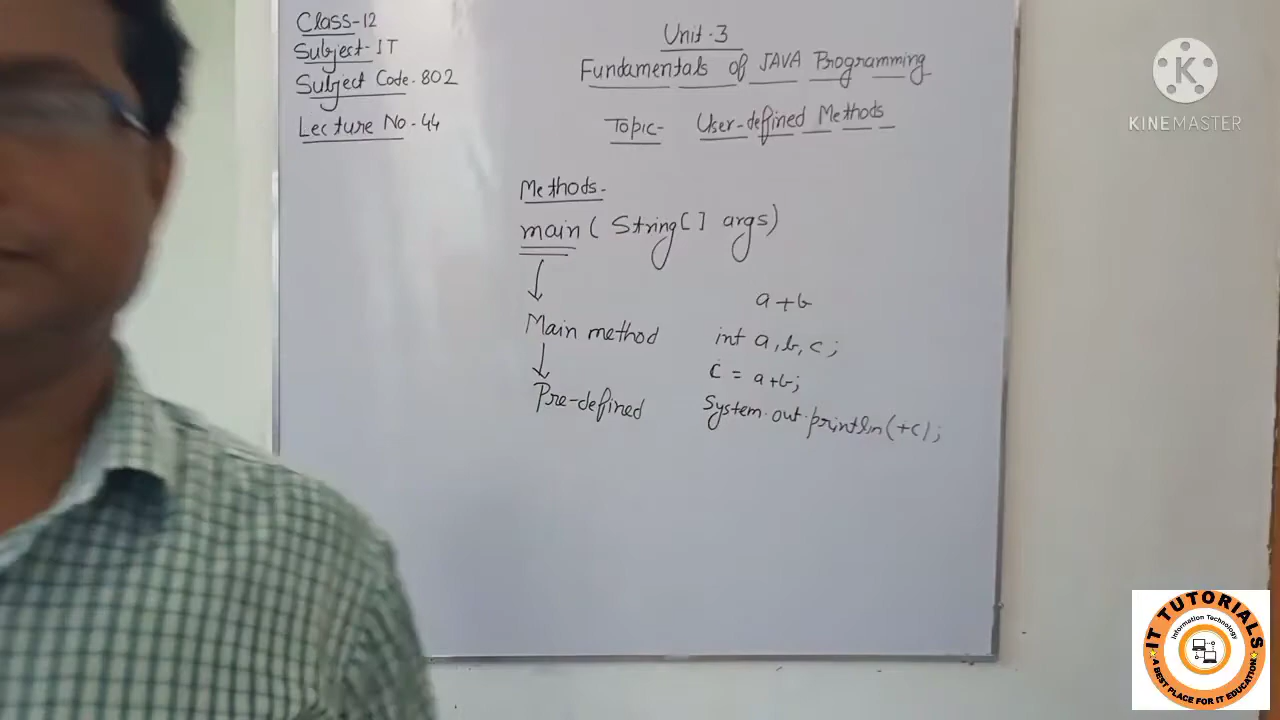 Class-12
Subject-IT
Subject Code-802
Lecture No-44
Unit-3
Fundamentals of JAVA Programming
Topic- User-defined Methods
Methods-
main( String[] args)
Main method
Pre-defined
a+b
int a,b,c;
c = a+b;
System.out.println(+c);
K
KINEMASTER
IT TUTORIALS
Information Technology
A BEST PLACE FOR IT EDUCATION